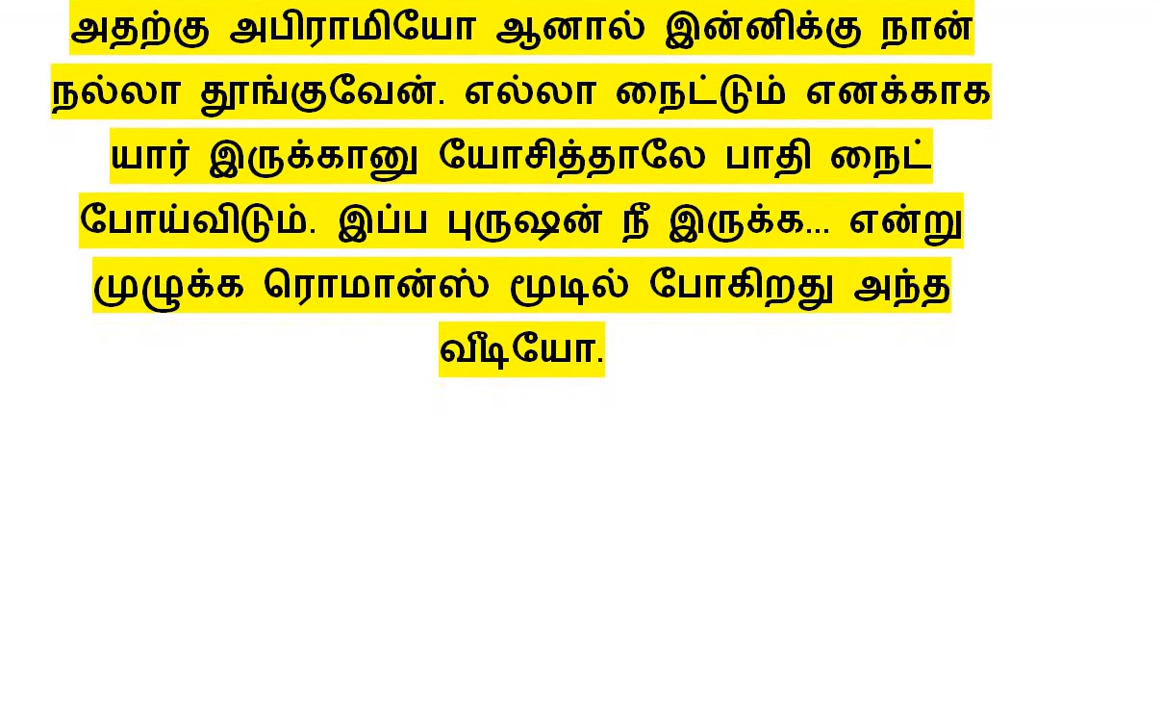 அதற்கு அபிராமியோ ஆனால் இன்னிக்கு நான்
நல்லா தூங்குவேன். எல்லா நைட்டும் எனக்காக
யார் இருக்கானு யோசித்தாலே பாதி நைட்
போய்விடும். இப்ப புருஷன் நீ இருக்க... என்று
முழுக்க ரொமான்ஸ் மூடில் போகிறது அந்த
வீடியோ.